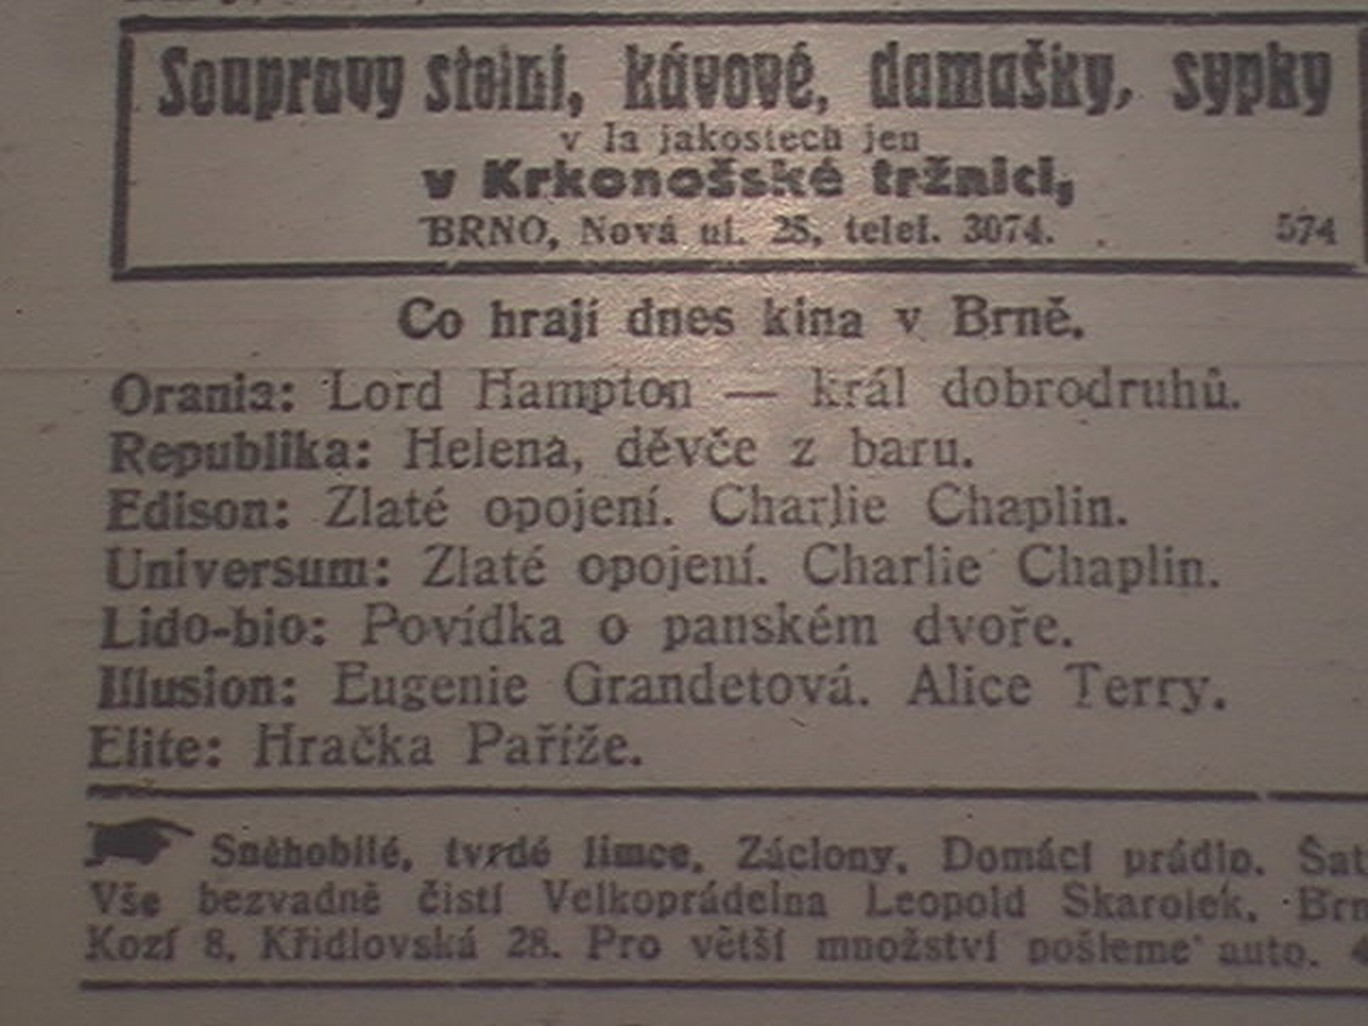 Soupravy stolní, kávové, damašky, sypky
v Ia jakostech jen
v Krkonošské tržnici,
BRNO, Nová ul. 25, telef. 3074. 574
Co hrají dnes kina v Brně.
Orania: Lord Hampton — král dobrodruhů.
Republika: Helena, děvče z baru.
Edison: Zlaté opojení. Charlie Chaplin.
Universum: Zlaté opojení. Charlie Chaplin.
Lido-bio: Povídka o panském dvoře.
Illusion: Eugenie Grandetová. Alice Terry.
Elite: Hračka Paříže.
Sněhobilé, tvrdé límce, Záclony, Domácí prádlo, Šat
Vše bezvadně čistí Velkoprádelna Leopold Skarolek, Brn
Kozí 8, Křidlovská 28. Pro větší množství pošleme auto.